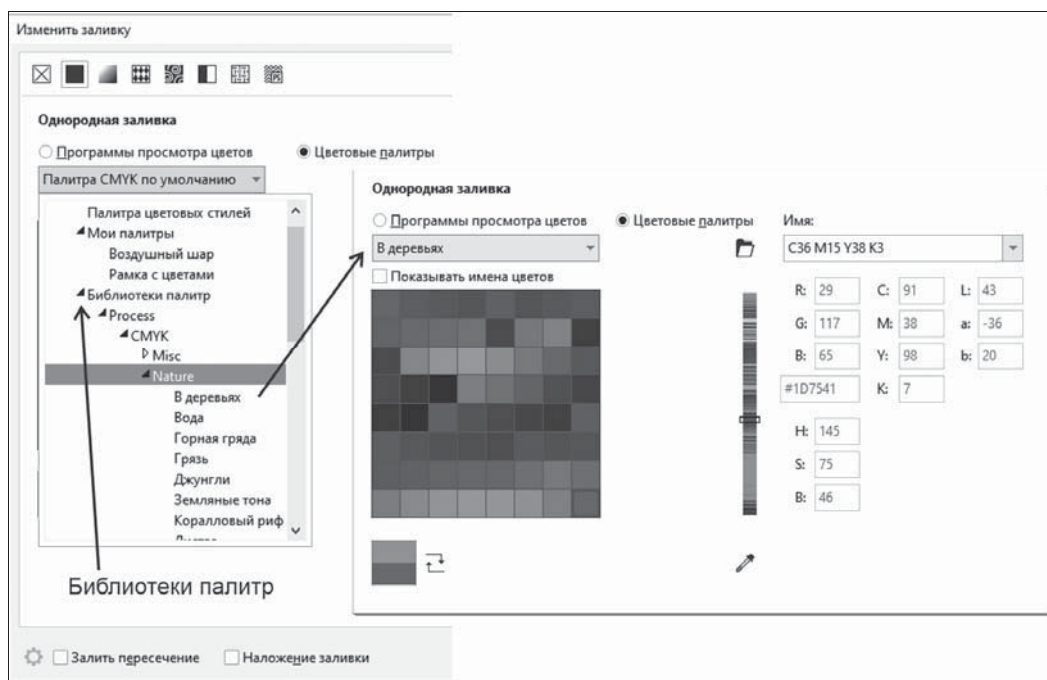 Изменить заливку
Однородная заливка
Программы просмотра цветов
Цветовые палитры
Палитра CMYK по умолчанию
Палитра цветовых стилей
Мои палитры
Воздушный шар
Рамка с цветами
Библиотеки палитр
Process
CMYK
Misc
Nature
В деревьях
Вода
Горная гряда
Грязь
Джунгли
Земляные тона
Коралловый риф
Библиотеки палитр
Залить пересечение
Наложение заливки
Однородная заливка
Программы просмотра цветов
Цветовые палитры
Имя:
В деревьях
C36 M15 Y38 K3
Показывать имена цветов
R: 29 C: 91 L: 43
G: 117 M: 38 a: -36
B: 65 Y: 98 b: 20
#1D7541 K: 7
H: 145
S: 75
B: 46